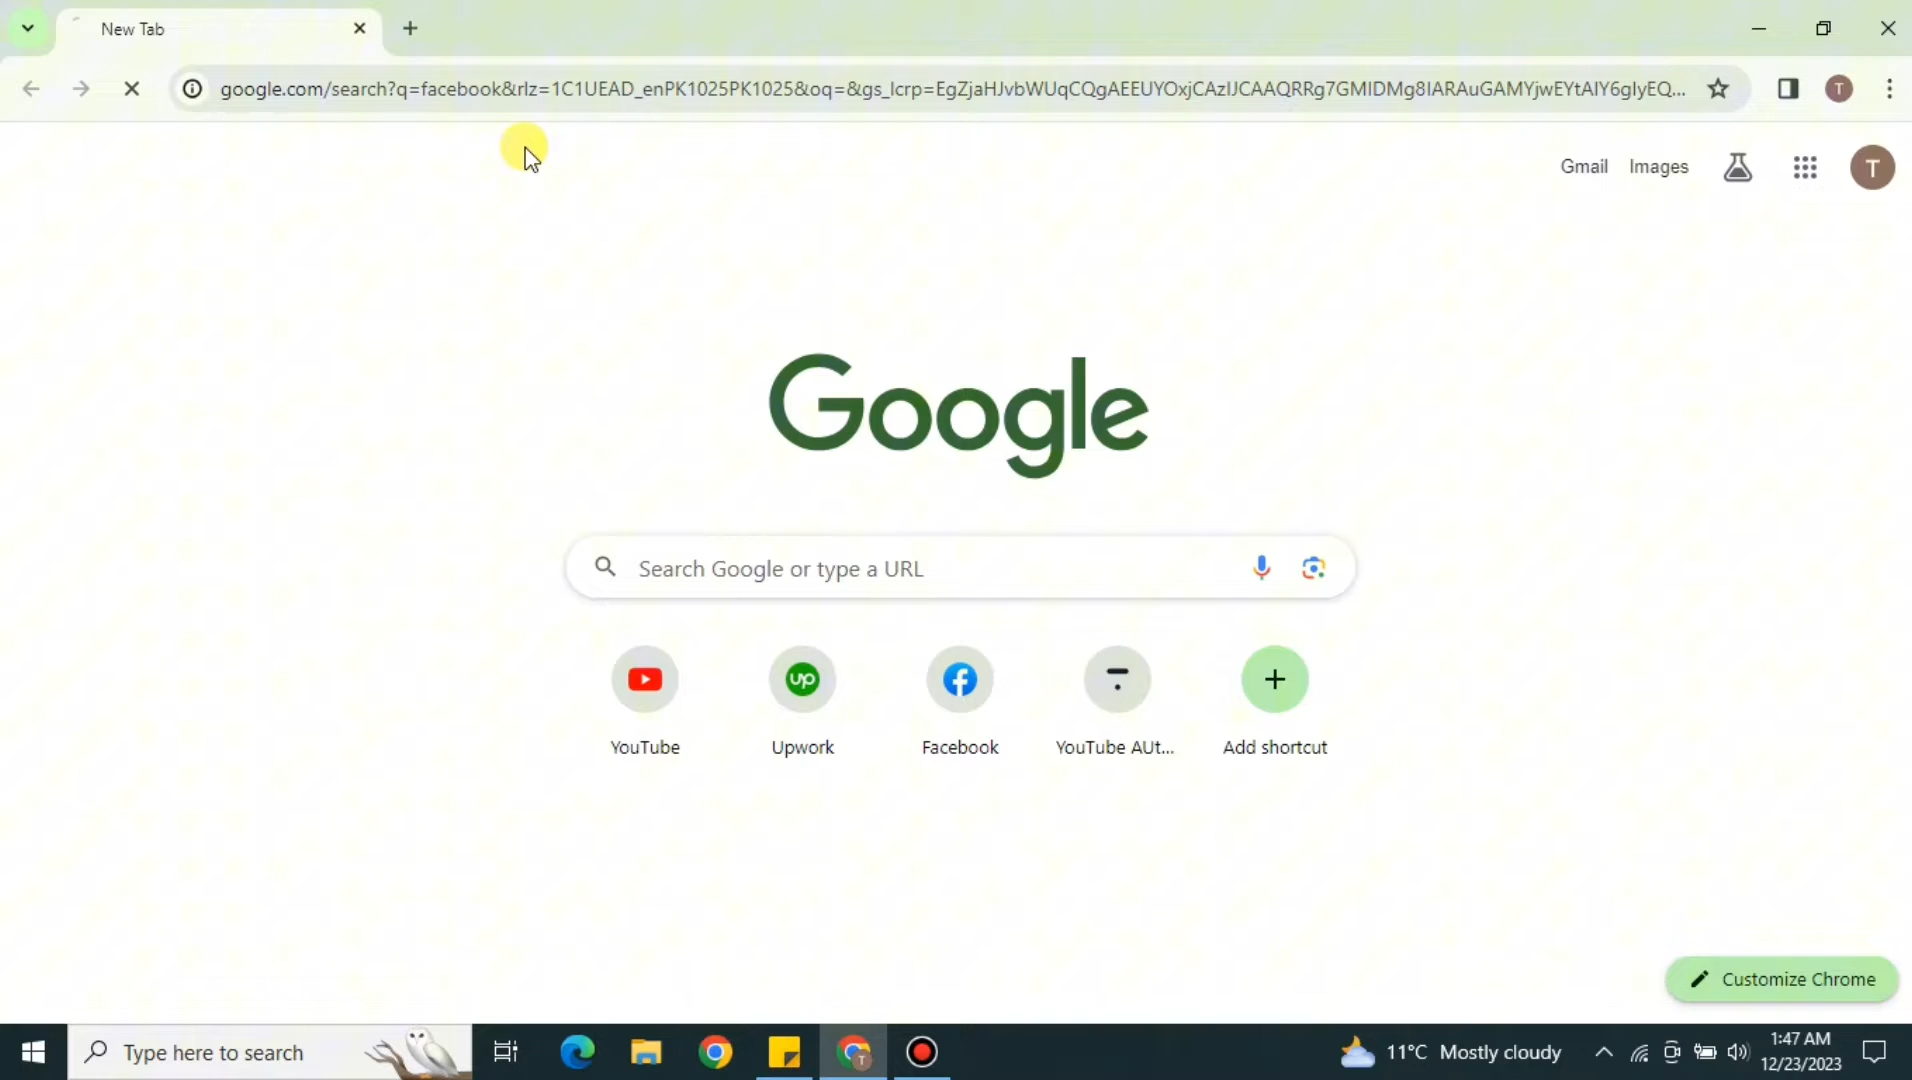 New Tab
google.com/search?q=facebook&rlz=1C1UEAD_enPK1025PK1025&oq=&gs_lcrp=EgZjaHJvbWUqCQgAEEUYOxjCAzIJCAAQRRg7GMIDMg8IARAuGAMYjwEYtAIY6gIyEQ...
Gmail Images T
Google
Search Google or type a URL
up
YouTube Upwork Facebook YouTube AUt... Add shortcut
Customize Chrome
Type here to search 11°C Mostly cloudy
1:47 AM
12/23/2023